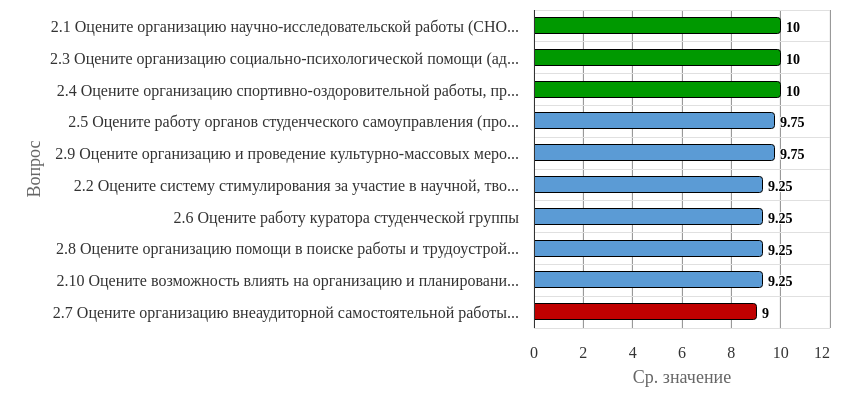 2.1 Оцените организацию научно-исследовательской работы (СНО... 10
2.3 Оцените организацию социально-психологической помощи (ад... 10
2.4 Оцените организацию спортивно-оздоровительной работы, пр... 10
2.5 Оцените работу органов студенческого самоуправления (про... 9.75
2.9 Оцените организацию и проведение культурно-массовых меро... 9.75
2.2 Оцените систему стимулирования за участие в научной, тво... 9.25
2.6 Оцените работу куратора студенческой группы 9.25
2.8 Оцените организацию помощи в поиске работы и трудоустрой... 9.25
2.10 Оцените возможность влиять на организацию и планировани... 9.25
2.7 Оцените организацию внеаудиторной самостоятельной работы... 9
Вопрос
0 2 4 6 8 10 12
Ср. значение